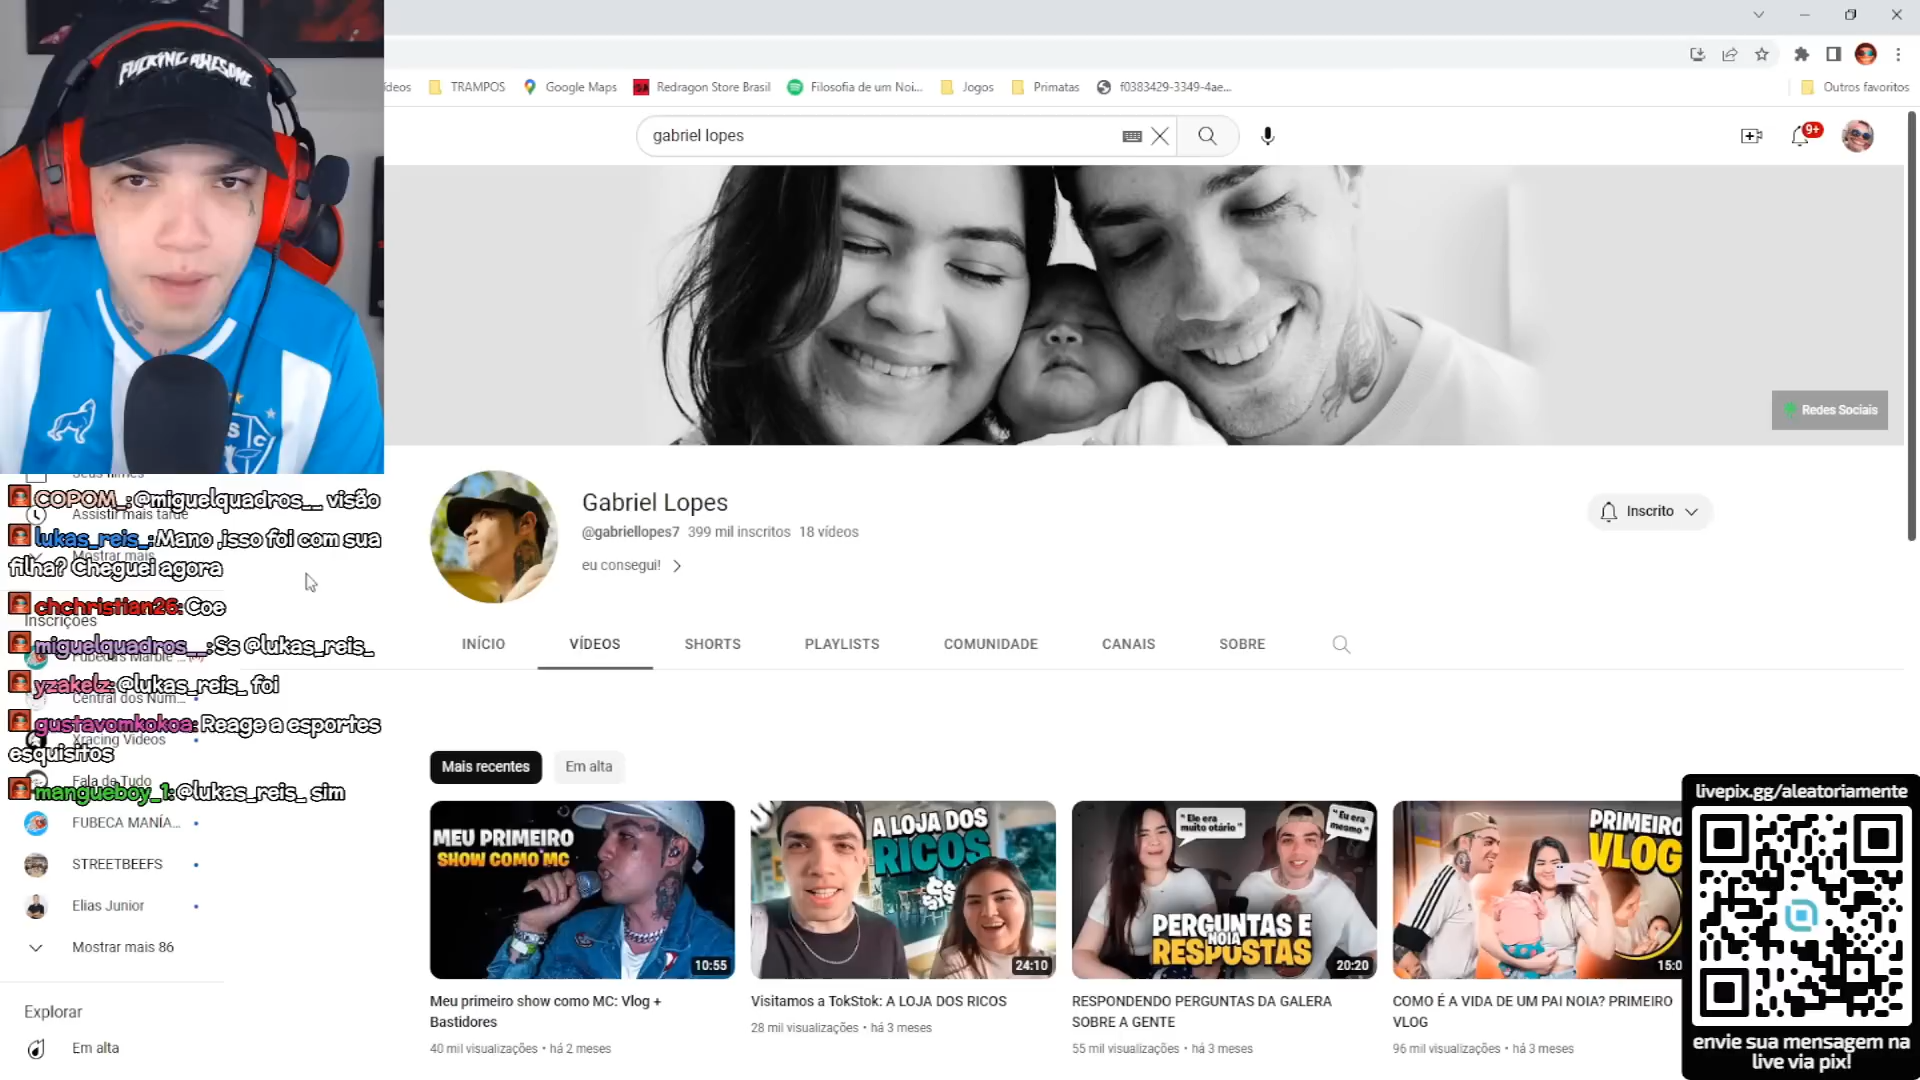 FUCKING AWESOME
ídeos
TRAMPOS
Google Maps
Redragon Store Brasil
Filosofia de um Noi...
Jogos
Primatas
f0383429-3349-4ae...
Outros favoritos
gabriel lopes
9+
Redes Sociais
Gabriel Lopes
@gabriellopes7 399 mil inscritos 18 vídeos
eu consegui!
Inscrito
INÍCIO
VÍDEOS
SHORTS
PLAYLISTS
COMUNIDADE
CANAIS
SOBRE
Seus filmes
COPOM_: @miguelquadros__ visão
Assistir mais tarde
lukas_reis_: Mano ,isso foi com sua
Mostrar mais
filha? Cheguei agora
chchristian26: Coe
Inscrições
miguelquadros__: Ss @lukas_reis_
Fubeca's Marble ...
yzakelz: @lukas_reis_ foi
Central dos Núm...
gustavomkokoa: Reage a esportes
Xracing Videos
esquisitos
Fala de Tudo
mangueboy_1: @lukas_reis_ sim
FUBECA MANÍA...
STREETBEEFS
Elias Junior
Mostrar mais 86
Explorar
Em alta
Mais recentes
Em alta
MEU PRIMEIRO
SHOW COMO MC
10:55
Meu primeiro show como MC: Vlog +
Bastidores
40 mil visualizações • há 2 meses
A LOJA DOS
RICOS
24:10
Visitamos a TokStok: A LOJA DOS RICOS
28 mil visualizações • há 3 meses
"Ele era
muito otário"
"Eu era
mesmo"
PERGUNTAS E
NOIA
RESPOSTAS
20:20
RESPONDENDO PERGUNTAS DA GALERA
SOBRE A GENTE
55 mil visualizações • há 3 meses
PRIMEIRO
VLOG
15:0
COMO É A VIDA DE UM PAI NOIA? PRIMEIRO
VLOG
96 mil visualizações • há 3 meses
livepix.gg/aleatoriamente
envie sua mensagem na
live via pix!